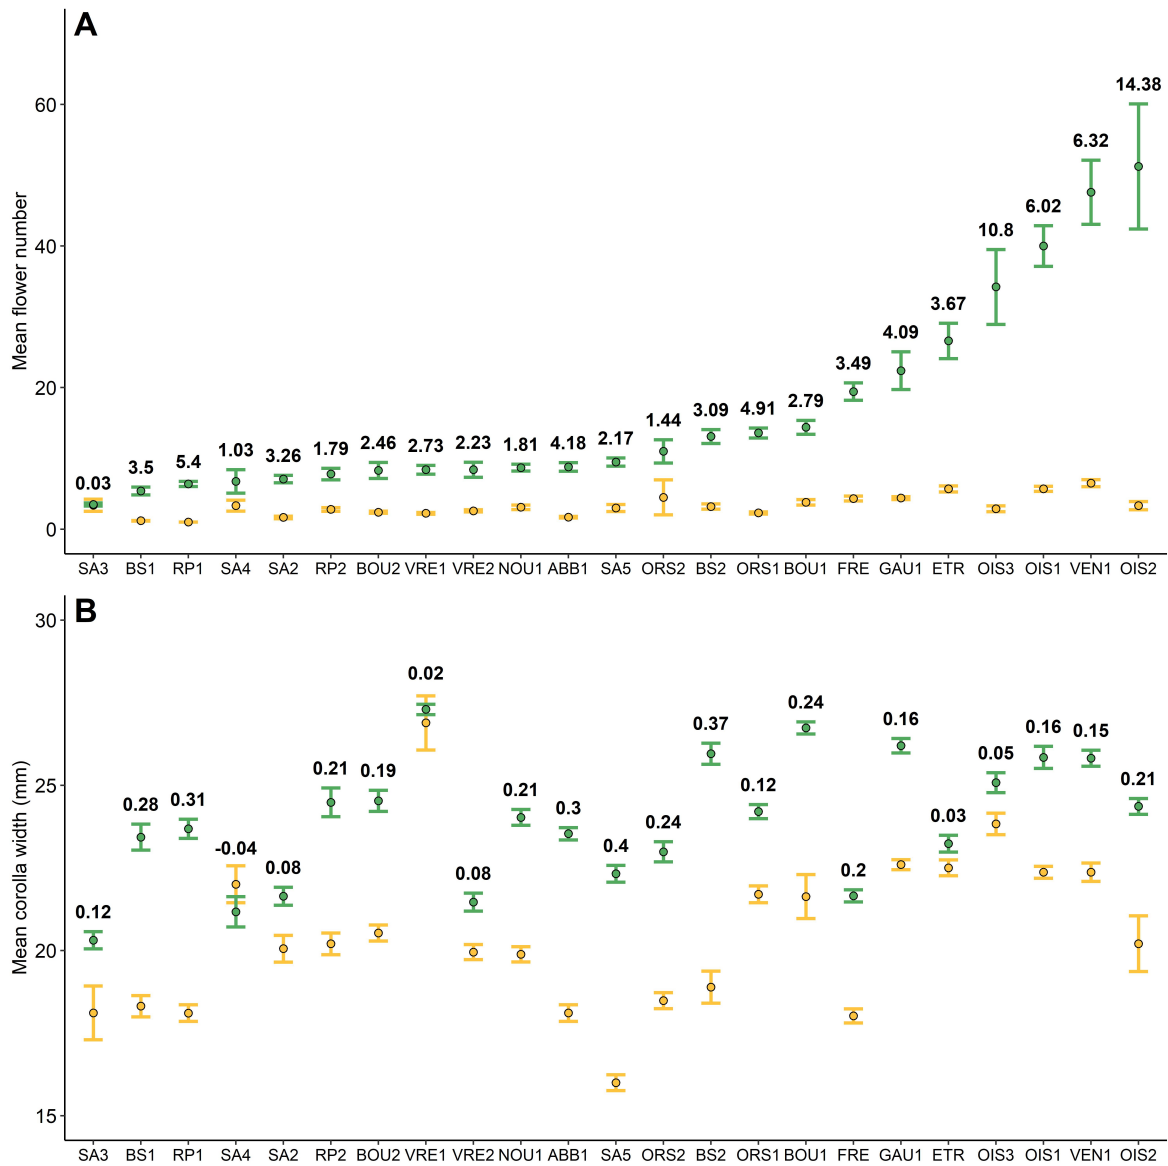 A
Mean flower number
60
40
20
0
0.03 3.5 5.4 1.03 3.26 1.79 2.46 2.73 2.23 1.81 4.18 2.17 1.44 3.09 4.91 2.79 3.49 4.09 3.67 10.8 6.02 6.32 14.38
SA3 BS1 RP1 SA4 SA2 RP2 BOU2 VRE1 VRE2 NOU1 ABB1 SA5 ORS2 BS2 ORS1 BOU1 FRE GAU1 ETR OIS3 OIS1 VEN1 OIS2
B
Mean corolla width (mm)
30
25
20
15
0.12 0.28 0.31 -0.04 0.08 0.21 0.19 0.02 0.08 0.21 0.3 0.4 0.24 0.37 0.12 0.24 0.2 0.16 0.03 0.05 0.16 0.15 0.21
SA3 BS1 RP1 SA4 SA2 RP2 BOU2 VRE1 VRE2 NOU1 ABB1 SA5 ORS2 BS2 ORS1 BOU1 FRE GAU1 ETR OIS3 OIS1 VEN1 OIS2